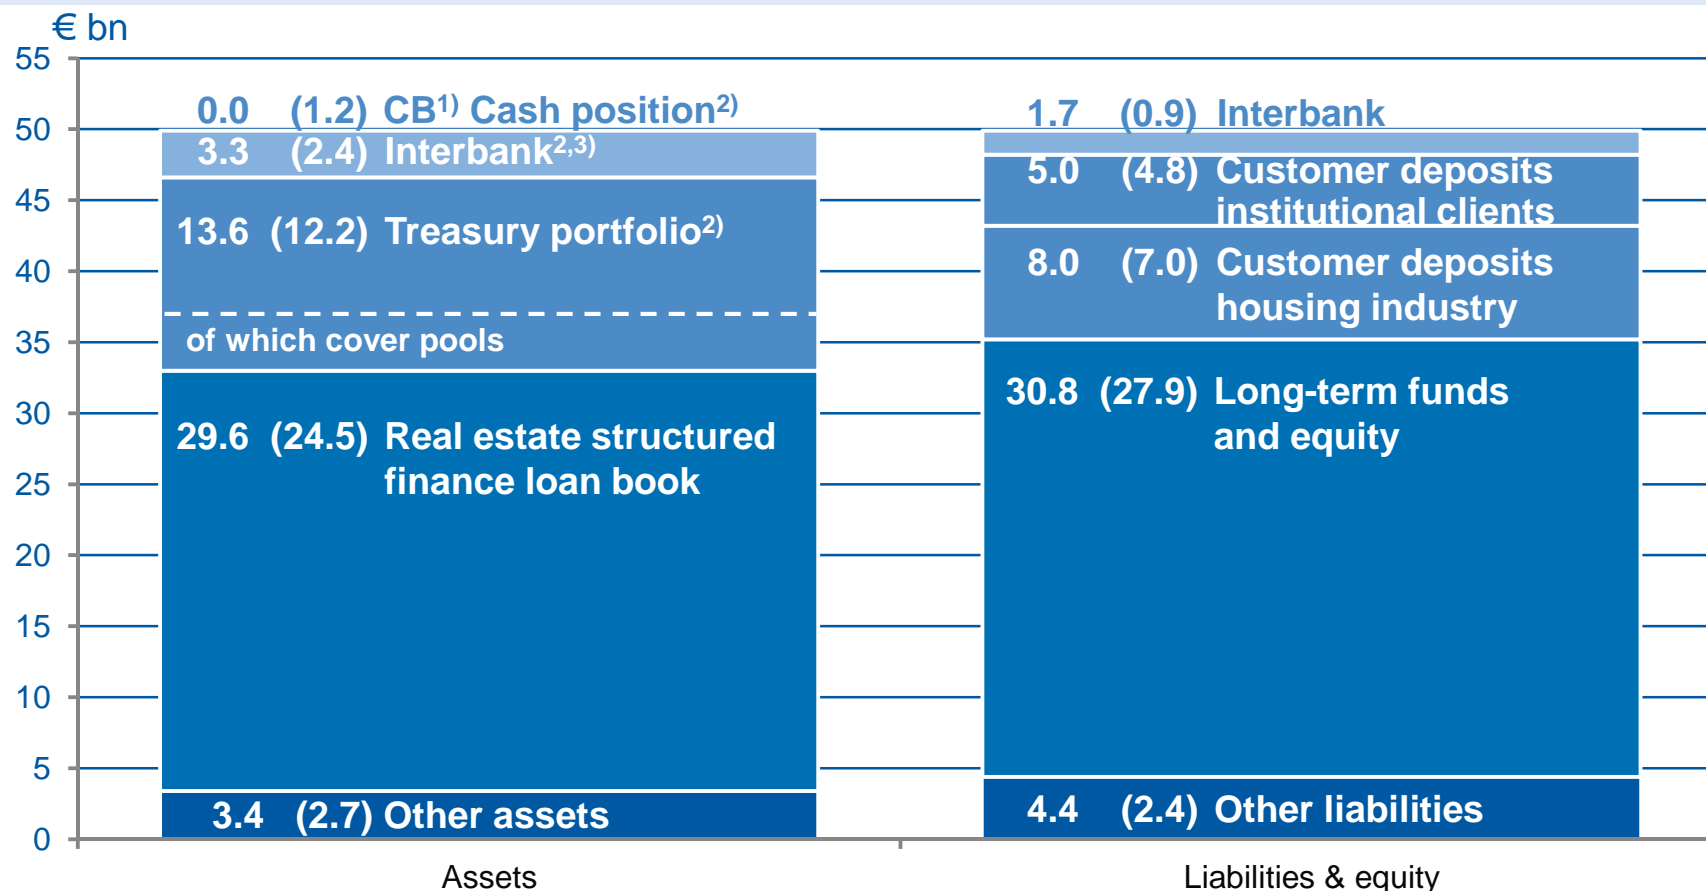 € bn
55
50
45
40
35
30
25
20
15
10
5
0
0.0 (1.2) CB1) Cash position2)
3.3 (2.4) Interbank2,3)
13.6 (12.2) Treasury portfolio2)
of which cover pools
29.6 (24.5) Real estate structured
finance loan book
3.4 (2.7) Other assets
1.7 (0.9) Interbank
5.0 (4.8) Customer deposits
institutional clients
8.0 (7.0) Customer deposits
housing industry
30.8 (27.9) Long-term funds
and equity
4.4 (2.4) Other liabilities
Assets
Liabilities & equity